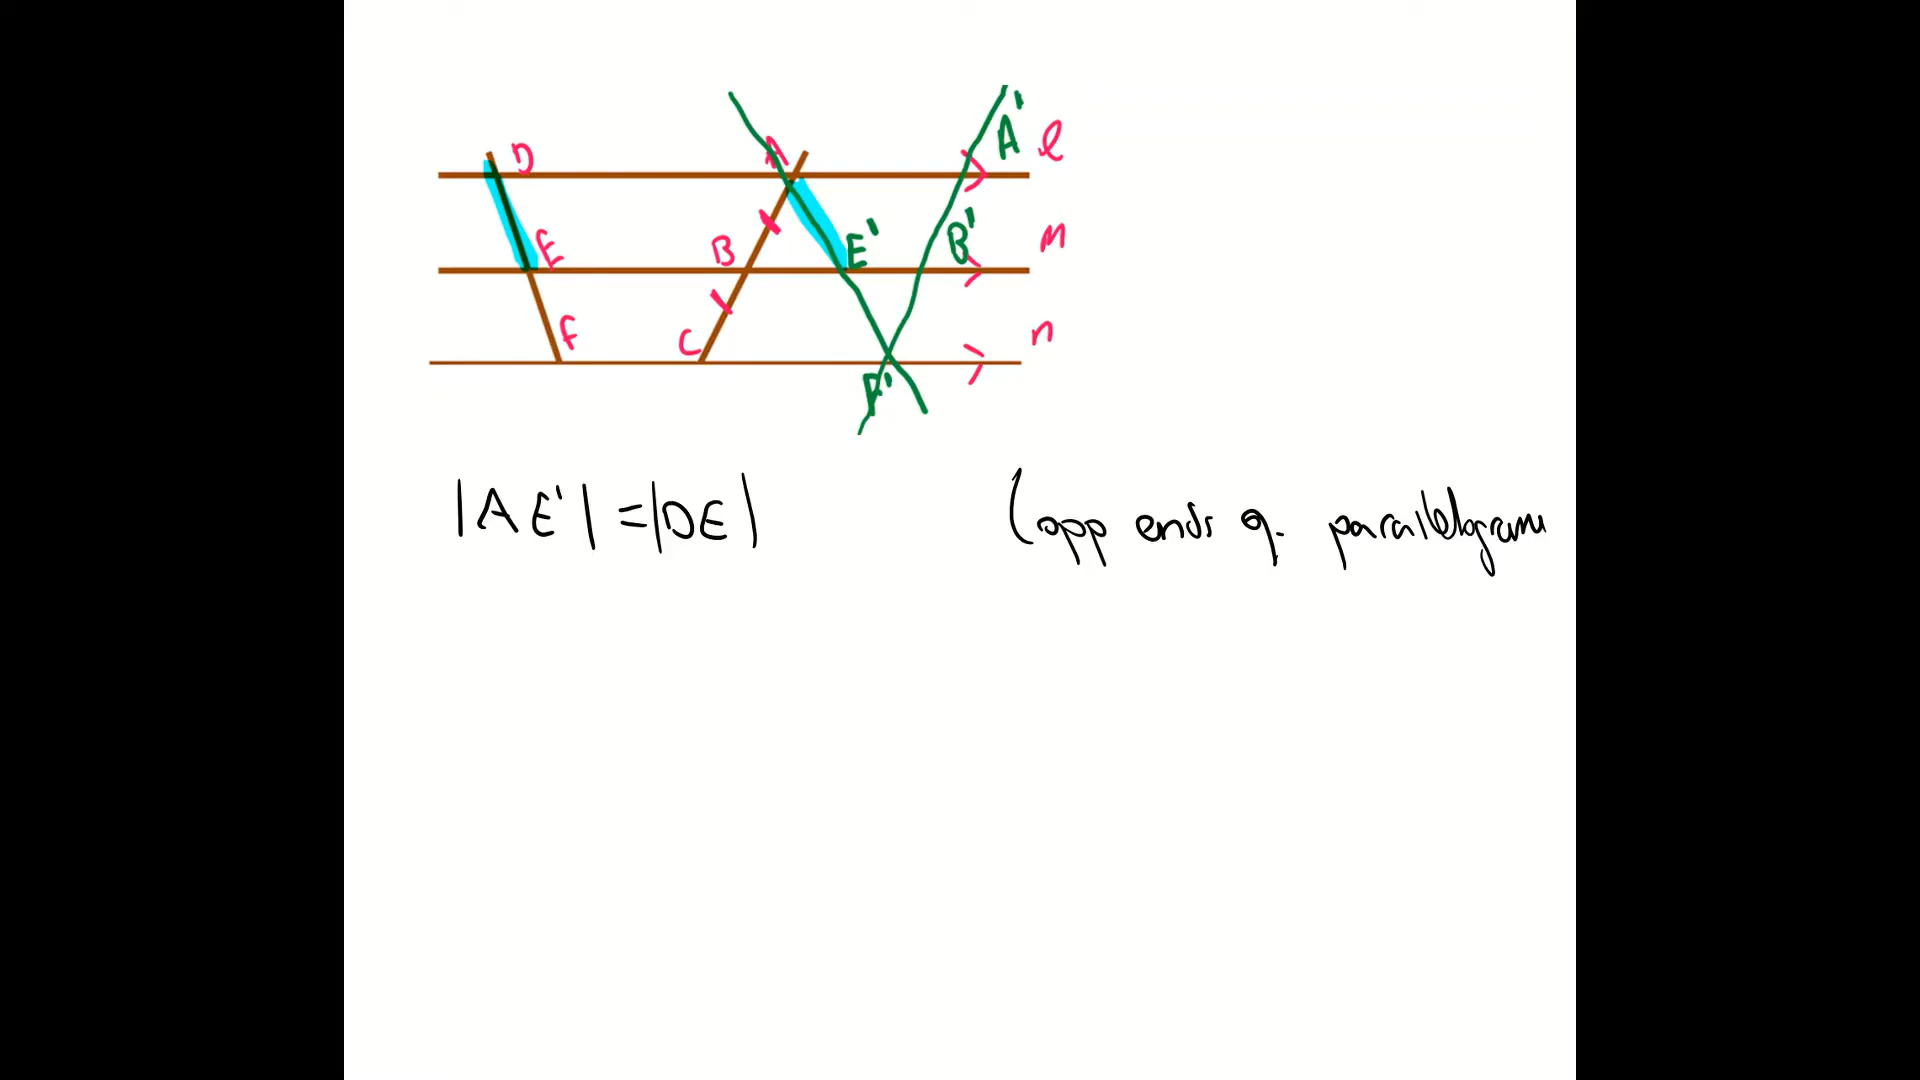 A'
D A l
B' M
E B E'
F C n
F'
|AE'| = |DE| (opp ends of parallelogram